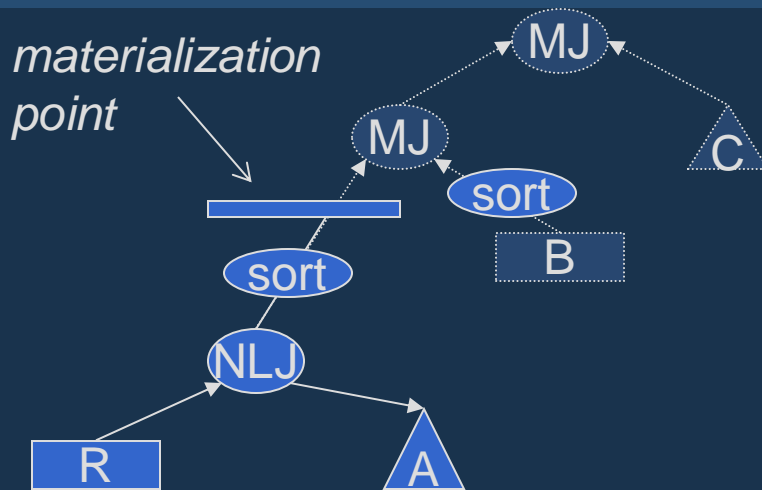 materialization
point
MJ
MJ
C
sort
B
sort
NLJ
R
A